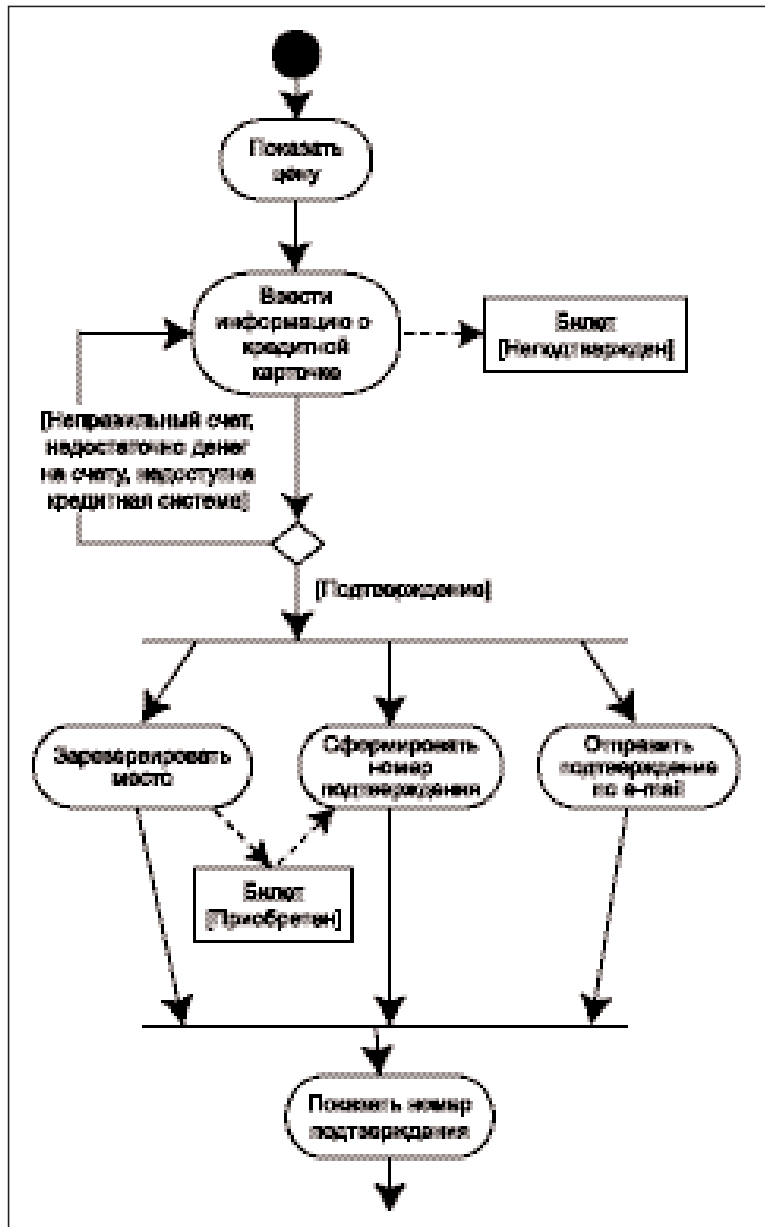 Показать
цену
Ввести
информацию о
кредитной
карточке
Билет
[Неподтвержден]
[Неправильный счет,
недостаточно денег
на счету, недоступна
кредитная система]
[Подтверждение]
Зарезервировать
место
Сформировать
номер
подтверждения
Отправить
подтверждение
по e-mail
Билет
[Приобретен]
Показать номер
подтверждения